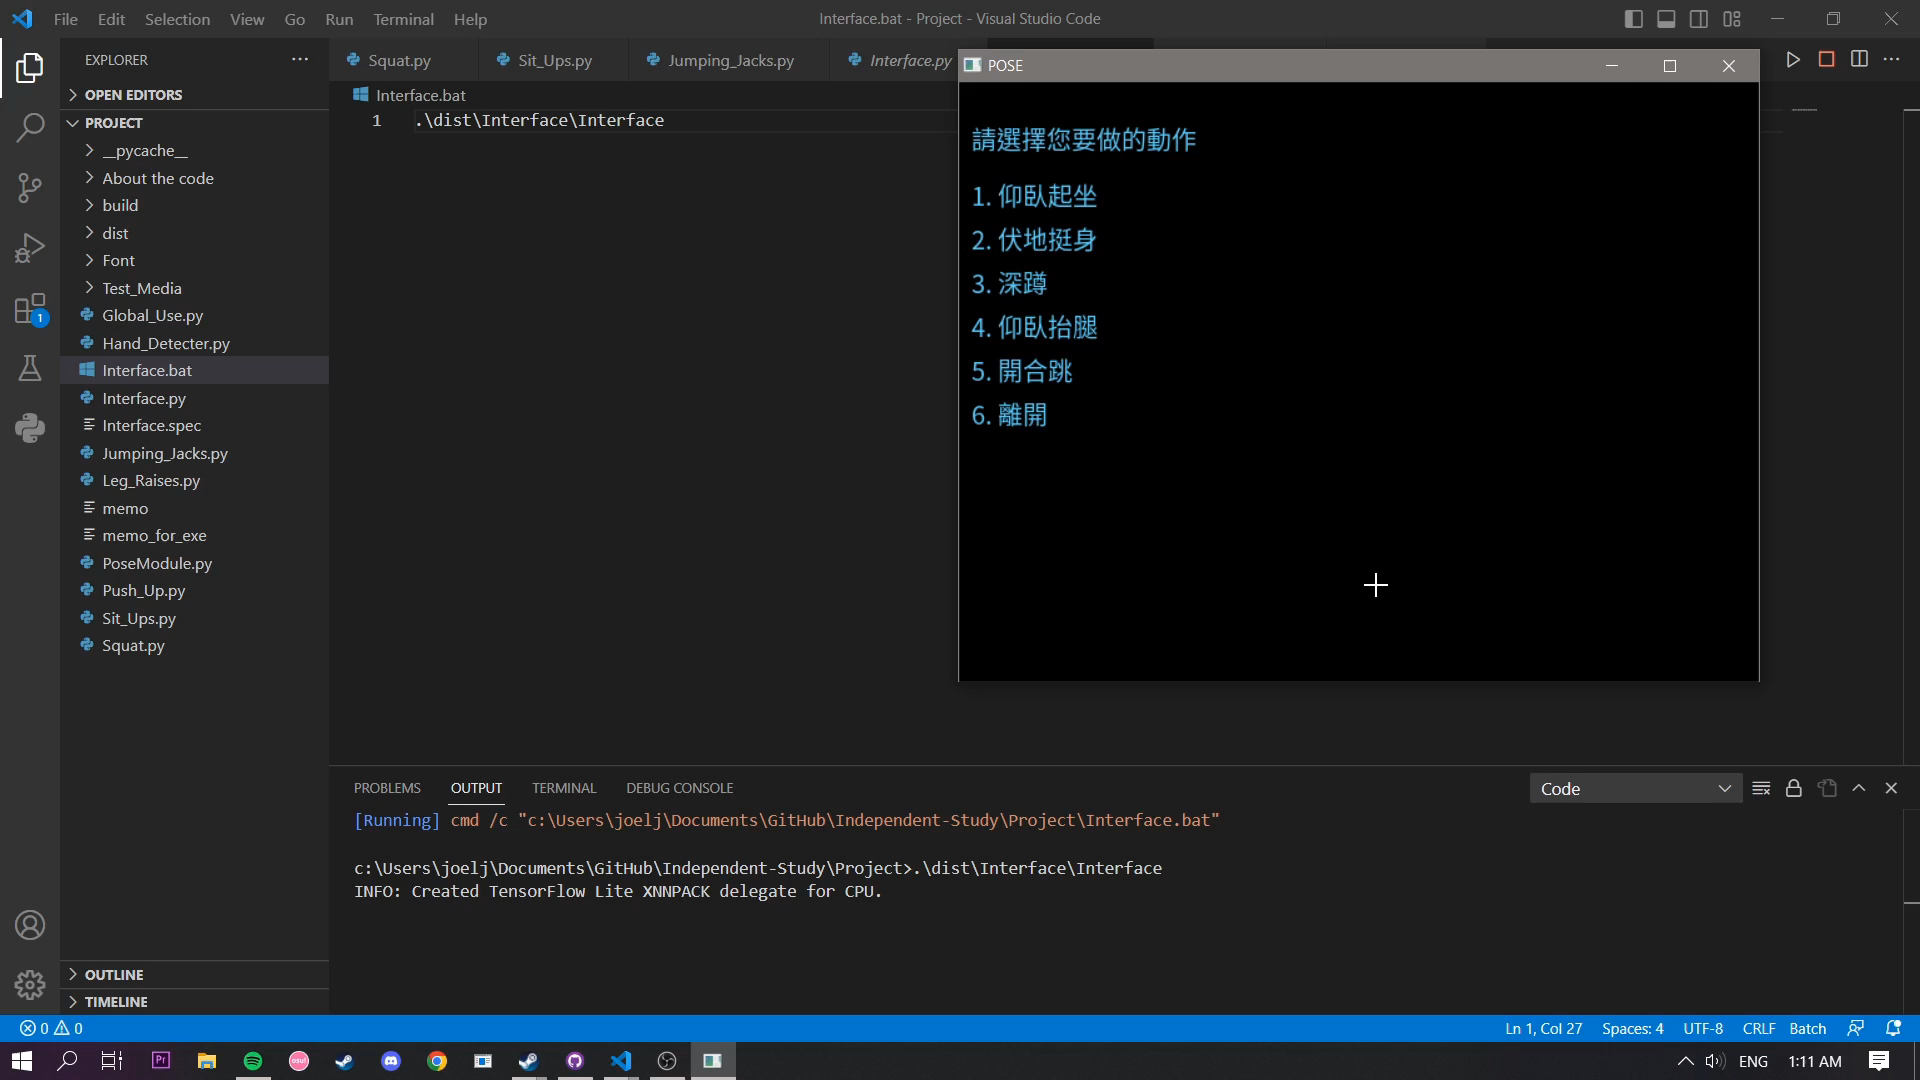 File Edit Selection View Go Run Terminal Help
Interface.bat - Project - Visual Studio Code
EXPLORER
OPEN EDITORS
PROJECT
__pycache__
About the code
build
dist
Font
Test_Media
Global_Use.py
Hand_Detecter.py
Interface.bat
Interface.py
Interface.spec
Jumping_Jacks.py
Leg_Raises.py
memo
memo_for_exe
PoseModule.py
Push_Up.py
Sit_Ups.py
Squat.py
OUTLINE
TIMELINE
1
Squat.py Sit_Ups.py Jumping_Jacks.py Interface.py
Interface.bat
1 .\dist\Interface\Interface
POSE
請選擇您要做的動作
1. 仰臥起坐
2. 伏地挺身
3. 深蹲
4. 仰臥抬腿
5. 開合跳
6. 離開
PROBLEMS OUTPUT TERMINAL DEBUG CONSOLE
Code
[Running] cmd /c "c:\Users\joelj\Documents\GitHub\Independent-Study\Project\Interface.bat"
c:\Users\joelj\Documents\GitHub\Independent-Study\Project>.\dist\Interface\Interface
INFO: Created TensorFlow Lite XNNPACK delegate for CPU.
0 0
Ln 1, Col 27 Spaces: 4 UTF-8 CRLF Batch
Pr
osu!
ENG 1:11 AM